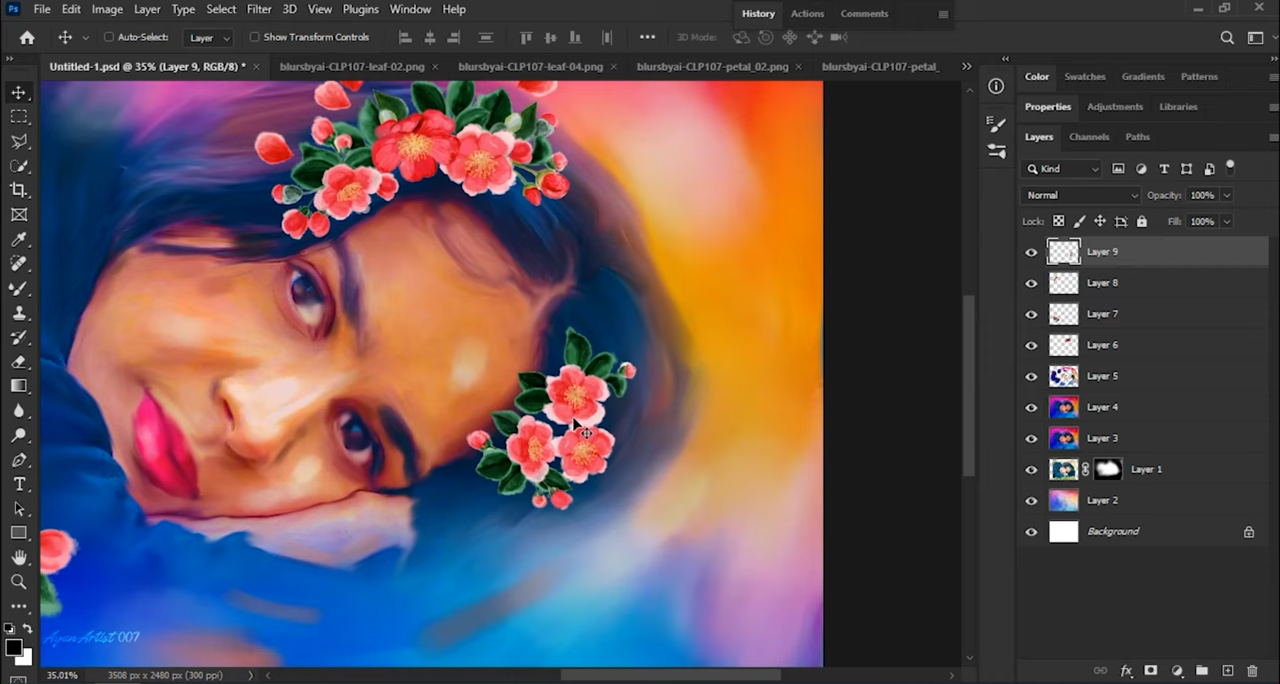 Ps File Edit Image Layer Type Select Filter 3D View Plugins Window Help
History Actions Comments
Auto-Select: Layer Show Transform Controls 3D Mode:
Untitled-1.psd @ 35% (Layer 9, RGB/8) * × blursbyai-CLP107-leaf-02.png × blursbyai-CLP107-leaf-04.png × blursbyai-CLP107-petal_02.png × blursbyai-CLP107-petal_
Color Swatches Gradients Patterns
Properties Adjustments Libraries
Layers Channels Paths
Kind
Normal Opacity: 100%
Lock: Fill: 100%
Layer 9
Layer 8
Layer 7
Layer 6
Layer 5
Layer 4
Layer 3
Layer 1
Layer 2
Background
Ayan Artist 007
35.01% 3508 px x 2480 px (300 ppi)